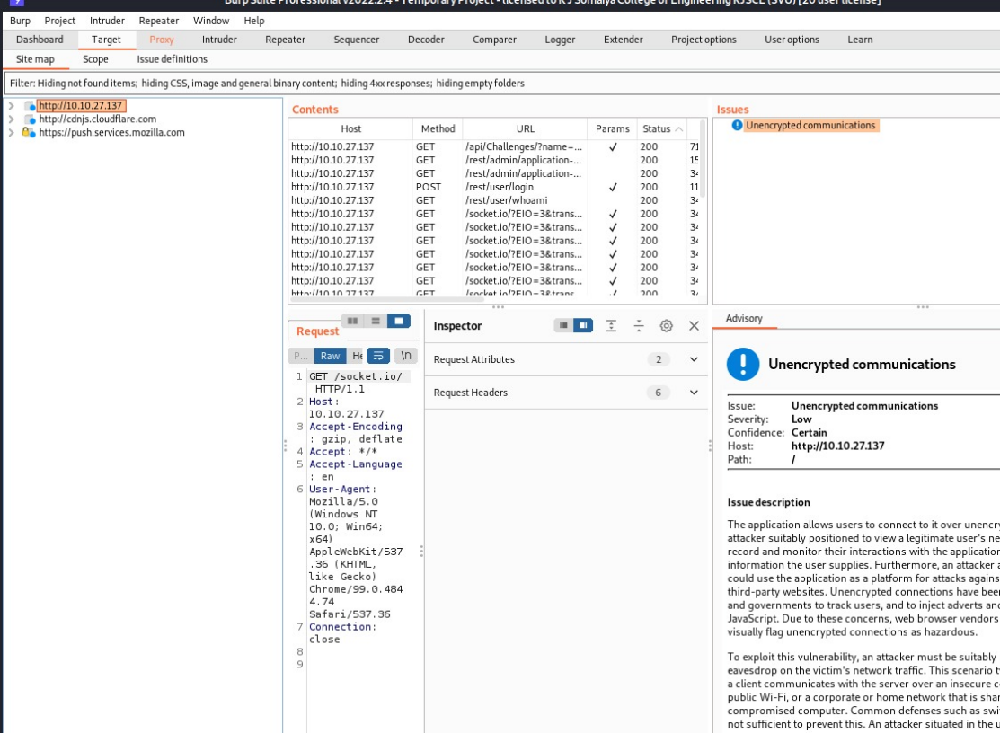 Burp Suite Professional v2022.2.4 - Temporary Project - licensed to K J Somaiya College of Engineering KJSCE (SVU) [20 user license]
Burp Project Intruder Repeater Window Help
Dashboard Target Proxy Intruder Repeater Sequencer Decoder Comparer Logger Extender Project options User options Learn
Site map Scope Issue definitions
Filter: Hiding not found items; hiding CSS, image and general binary content; hiding 4xx responses; hiding empty folders
http://10.10.27.137
http://cdnjs.cloudflare.com
https://push.services.mozilla.com
Contents
Host Method URL Params Status
http://10.10.27.137 GET /api/Challenges/?name=... ✓ 200 71
http://10.10.27.137 GET /rest/admin/application-... 200 15
http://10.10.27.137 GET /rest/admin/application-... 200 34
http://10.10.27.137 POST /rest/user/login ✓ 200 11
http://10.10.27.137 GET /rest/user/whoami 200 34
http://10.10.27.137 GET /socket.io/?EIO=3&trans... ✓ 200 34
http://10.10.27.137 GET /socket.io/?EIO=3&trans... ✓ 200 34
http://10.10.27.137 GET /socket.io/?EIO=3&trans... ✓ 200 34
http://10.10.27.137 GET /socket.io/?EIO=3&trans... ✓ 200 34
http://10.10.27.137 GET /socket.io/?EIO=3&trans... ✓ 200 34
http://10.10.27.137 GET /socket.io/?EIO=3&trans... ✓ 200 34
http://10.10.27.137 GET /socket.io/?EIO=3&trans... ✓ 200 34
Issues
Unencrypted communications
Request
P... Raw He \n
1 GET /socket.io/
HTTP/1.1
2 Host:
10.10.27.137
3 Accept-Encoding
: gzip, deflate
4 Accept: */*
5 Accept-Language
: en
6 User-Agent:
Mozilla/5.0
(Windows NT
10.0; Win64;
x64)
AppleWebKit/537
.36 (KHTML,
like Gecko)
Chrome/99.0.484
4.74
Safari/537.36
7 Connection:
close
8
9
Inspector
Request Attributes 2
Request Headers 6
Advisory
Unencrypted communications
Issue: Unencrypted communications
Severity: Low
Confidence: Certain
Host: http://10.10.27.137
Path: /
Issue description
The application allows users to connect to it over unencry
attacker suitably positioned to view a legitimate user's ne
record and monitor their interactions with the application
information the user supplies. Furthermore, an attacker a
could use the application as a platform for attacks agains
third-party websites. Unencrypted connections have been
and governments to track users, and to inject adverts and
JavaScript. Due to these concerns, web browser vendors
visually flag unencrypted connections as hazardous.
To exploit this vulnerability, an attacker must be suitably
eavesdrop on the victim's network traffic. This scenario t
a client communicates with the server over an insecure c
public Wi-Fi, or a corporate or home network that is shar
compromised computer. Common defenses such as swi
not sufficient to prevent this. An attacker situated in the u